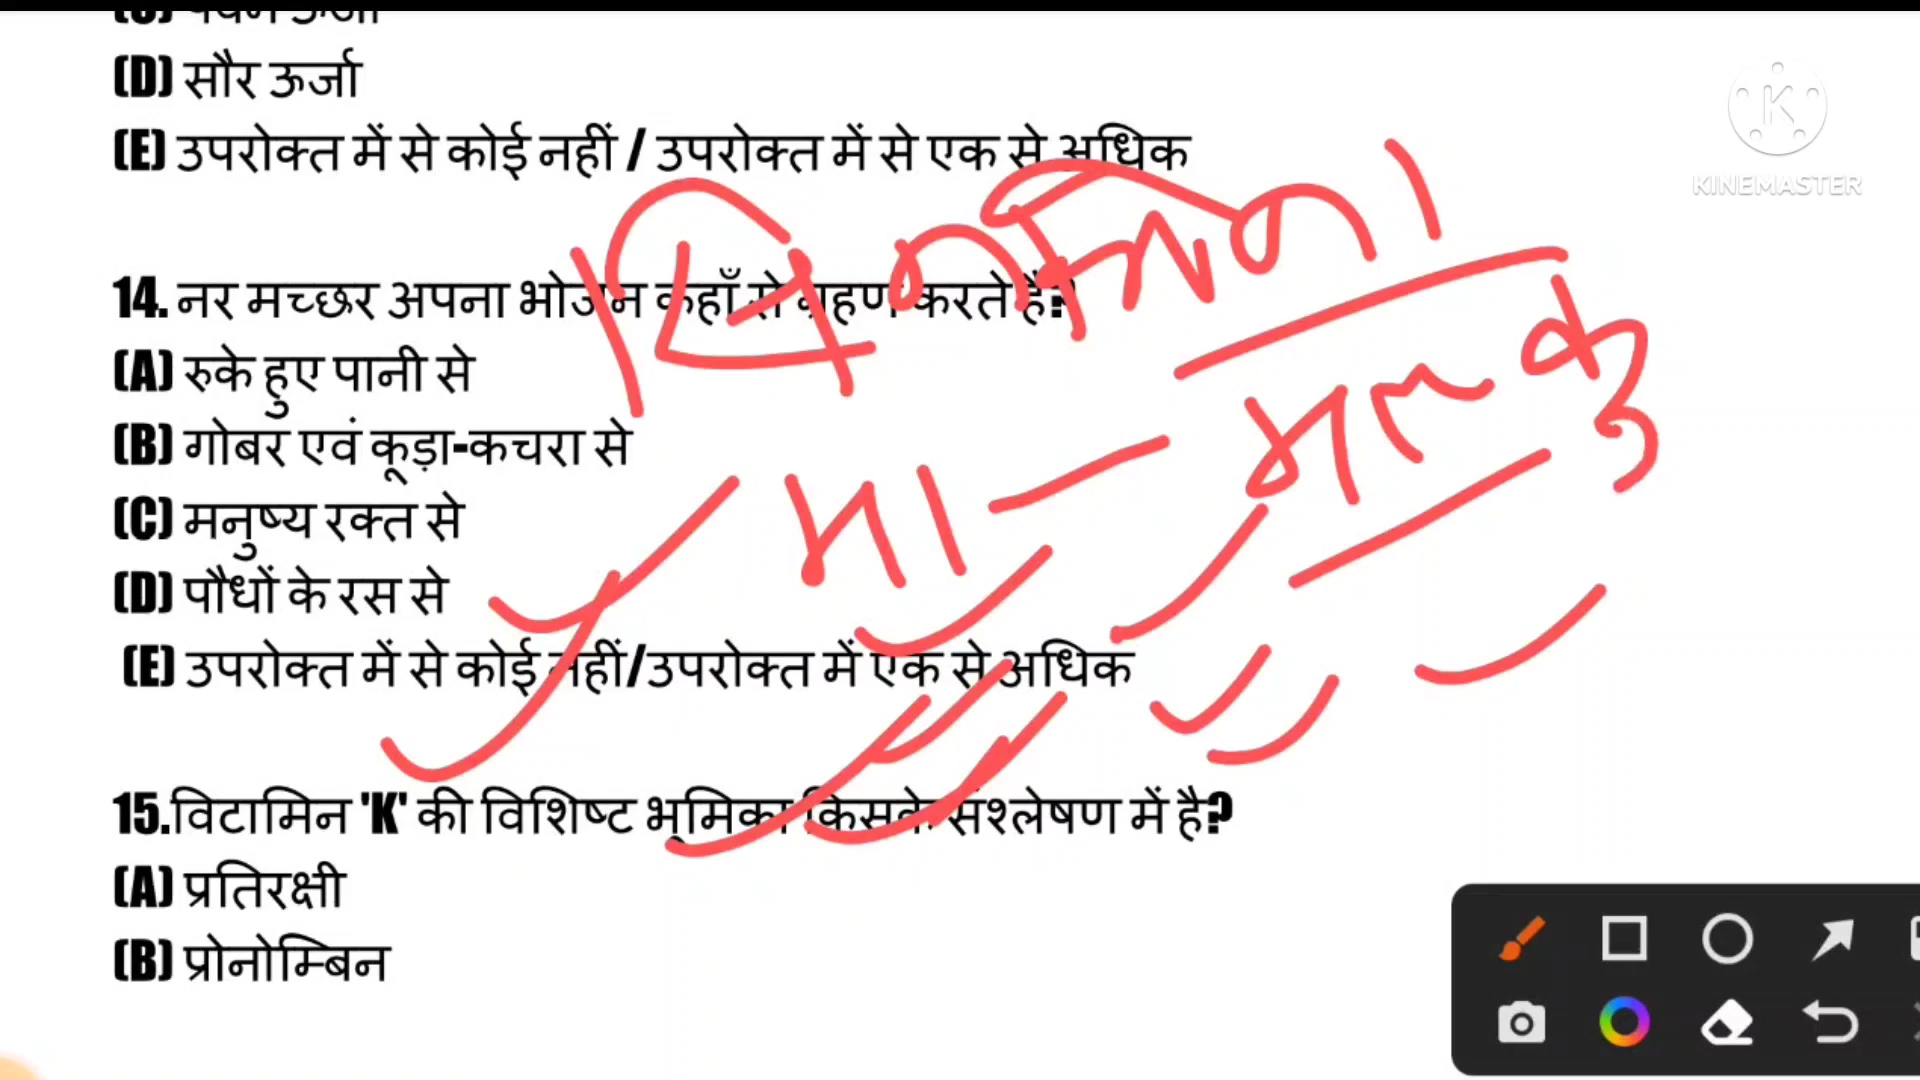 (D) सौर ऊर्जा
(E) उपरोक्त में से कोई नहीं / उपरोक्त में से एक से अधिक
KINEMASTER
14. नर मच्छर अपना भोजन कहाँ से ग्रहण करते हैं?
(A) रुके हुए पानी से
(B) गोबर एवं कूड़ा-कचरा से
(C) मनुष्य रक्त से
(D) पौधों के रस से
(E) उपरोक्त में से कोई नहीं/उपरोक्त में एक से अधिक
15.विटामिन 'K' की विशिष्ट भूमिका किसके संश्लेषण में है?
(A) प्रतिरक्षी
(B) प्रोनोम्बिन